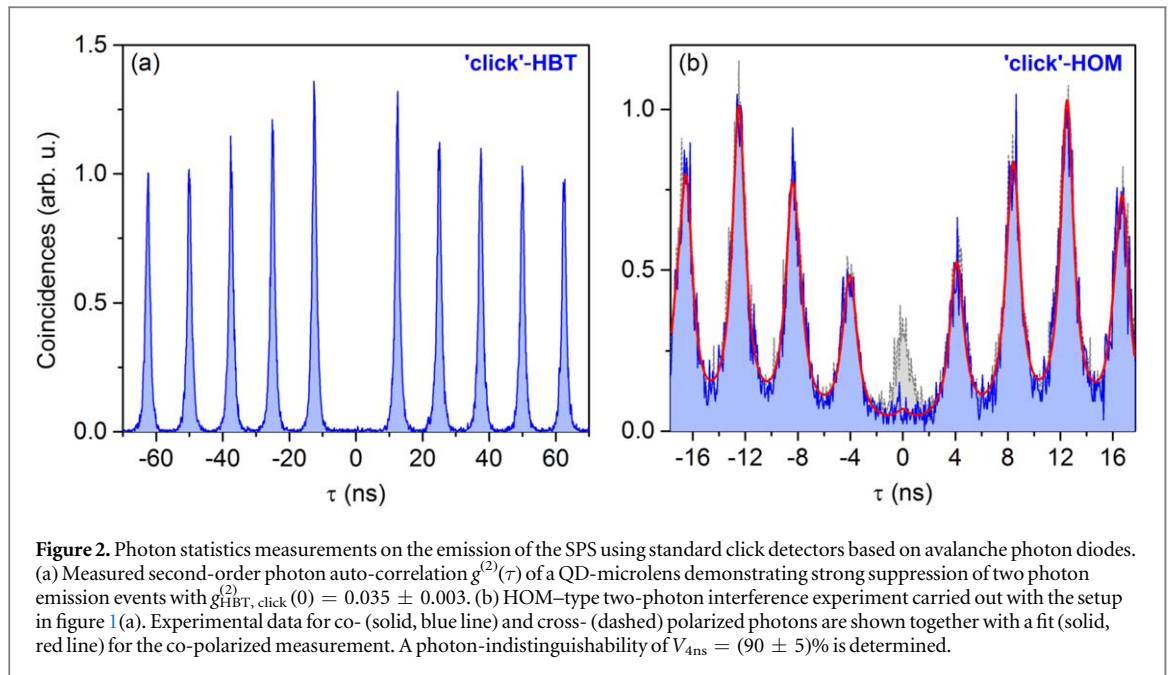 (a)
'click'-HBT
1.5
1.0
0.5
0.0
Coincidences (arb. u.)
-60
-40
-20
0
20
40
60
τ (ns)
(b)
'click'-HOM
1.0
0.5
0.0
-16
-12
-8
-4
0
4
8
12
16
τ (ns)
Figure 2. Photon statistics measurements on the emission of the SPS using standard click detectors based on avalanche photon diodes.
(a) Measured second-order photon auto-correlation g⁽²⁾(τ) of a QD-microlens demonstrating strong suppression of two photon
emission events with g⁽²⁾HBT, click (0) = 0.035 ± 0.003. (b) HOM–type two-photon interference experiment carried out with the setup
in figure 1(a). Experimental data for co- (solid, blue line) and cross- (dashed) polarized photons are shown together with a fit (solid,
red line) for the co-polarized measurement. A photon-indistinguishability of V4ns = (90 ± 5)% is determined.